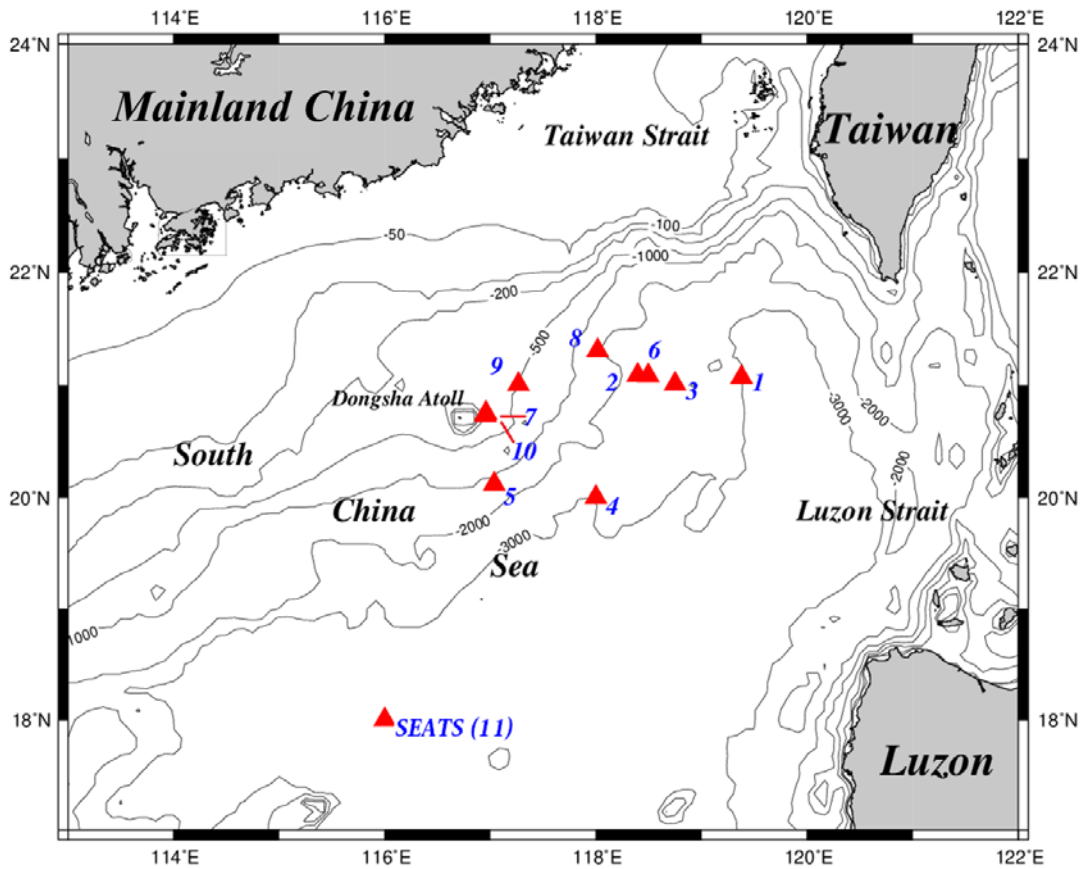 114°E 116°E 118°E 120°E 122°E
24°N 24°N
Mainland China
Taiwan Strait
Taiwan
-50
-100
-1000
22°N 22°N
-200
-500
8
6
9
2
3
1
Dongsha Atoll
-3000
-2000
7
10
South
-2000
20°N 20°N
5
4
China
Luzon Strait
-2000
-3000
Sea
1000
18°N 18°N
SEATS (11)
Luzon
114°E 116°E 118°E 120°E 122°E